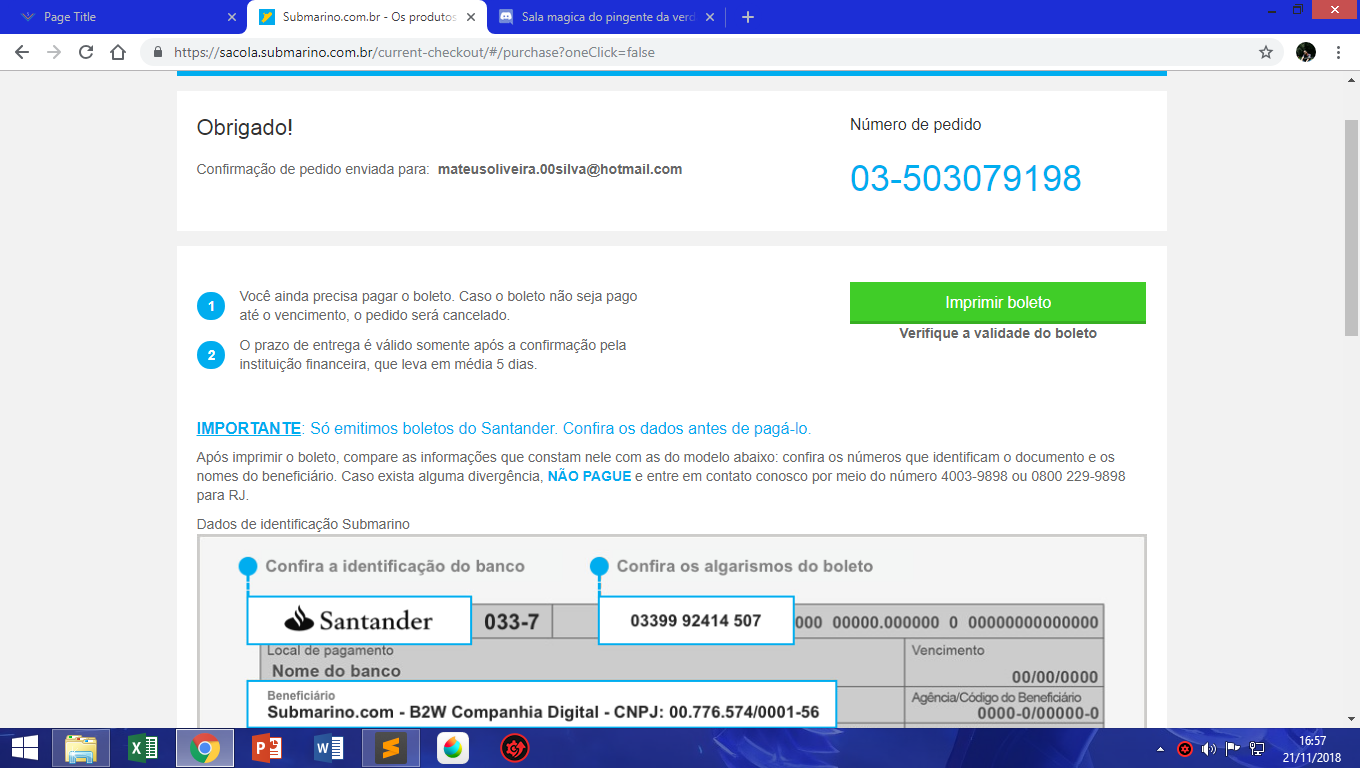 Page Title
Submarino.com.br - Os produtos
Sala magica do pingente da verd
https://sacola.submarino.com.br/current-checkout/#/purchase?oneClick=false
Obrigado!
Número de pedido
Confirmação de pedido enviada para: mateusoliveira.00silva@hotmail.com
03-503079198
1
Você ainda precisa pagar o boleto. Caso o boleto não seja pago
até o vencimento, o pedido será cancelado.
Imprimir boleto
Verifique a validade do boleto
2
O prazo de entrega é válido somente após a confirmação pela
instituição financeira, que leva em média 5 dias.
IMPORTANTE: Só emitimos boletos do Santander. Confira os dados antes de pagá-lo.
Após imprimir o boleto, compare as informações que constam nele com as do modelo abaixo: confira os números que identificam o documento e os
nomes do beneficiário. Caso exista alguma divergência, NÃO PAGUE e entre em contato conosco por meio do número 4003-9898 ou 0800 229-9898
para RJ.
Dados de identificação Submarino
Confira a identificação do banco
Confira os algarismos do boleto
Santander 033-7 03399 92414 507 000 00000.000000 0 00000000000000
Local de pagamento
Nome do banco
Vencimento
00/00/0000
Beneficiário
Submarino.com - B2W Companhia Digital - CNPJ: 00.776.574/0001-56
Agência/Código do Beneficiário
0000-0/00000-0
16:57
21/11/2018